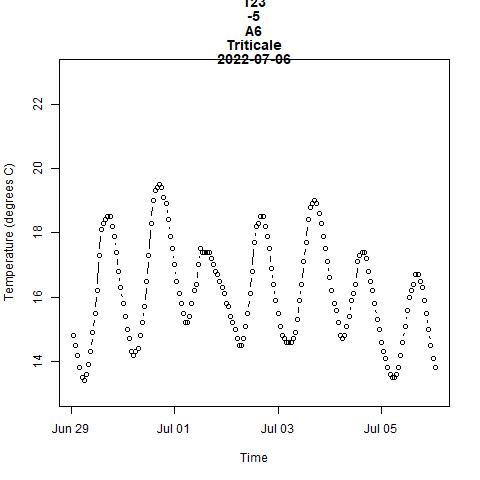 123
-5
A6
Triticale
2022-07-06
Temperature (degrees C)
22
20
18
16
14
Jun 29
Jul 01
Jul 03
Jul 05
Time